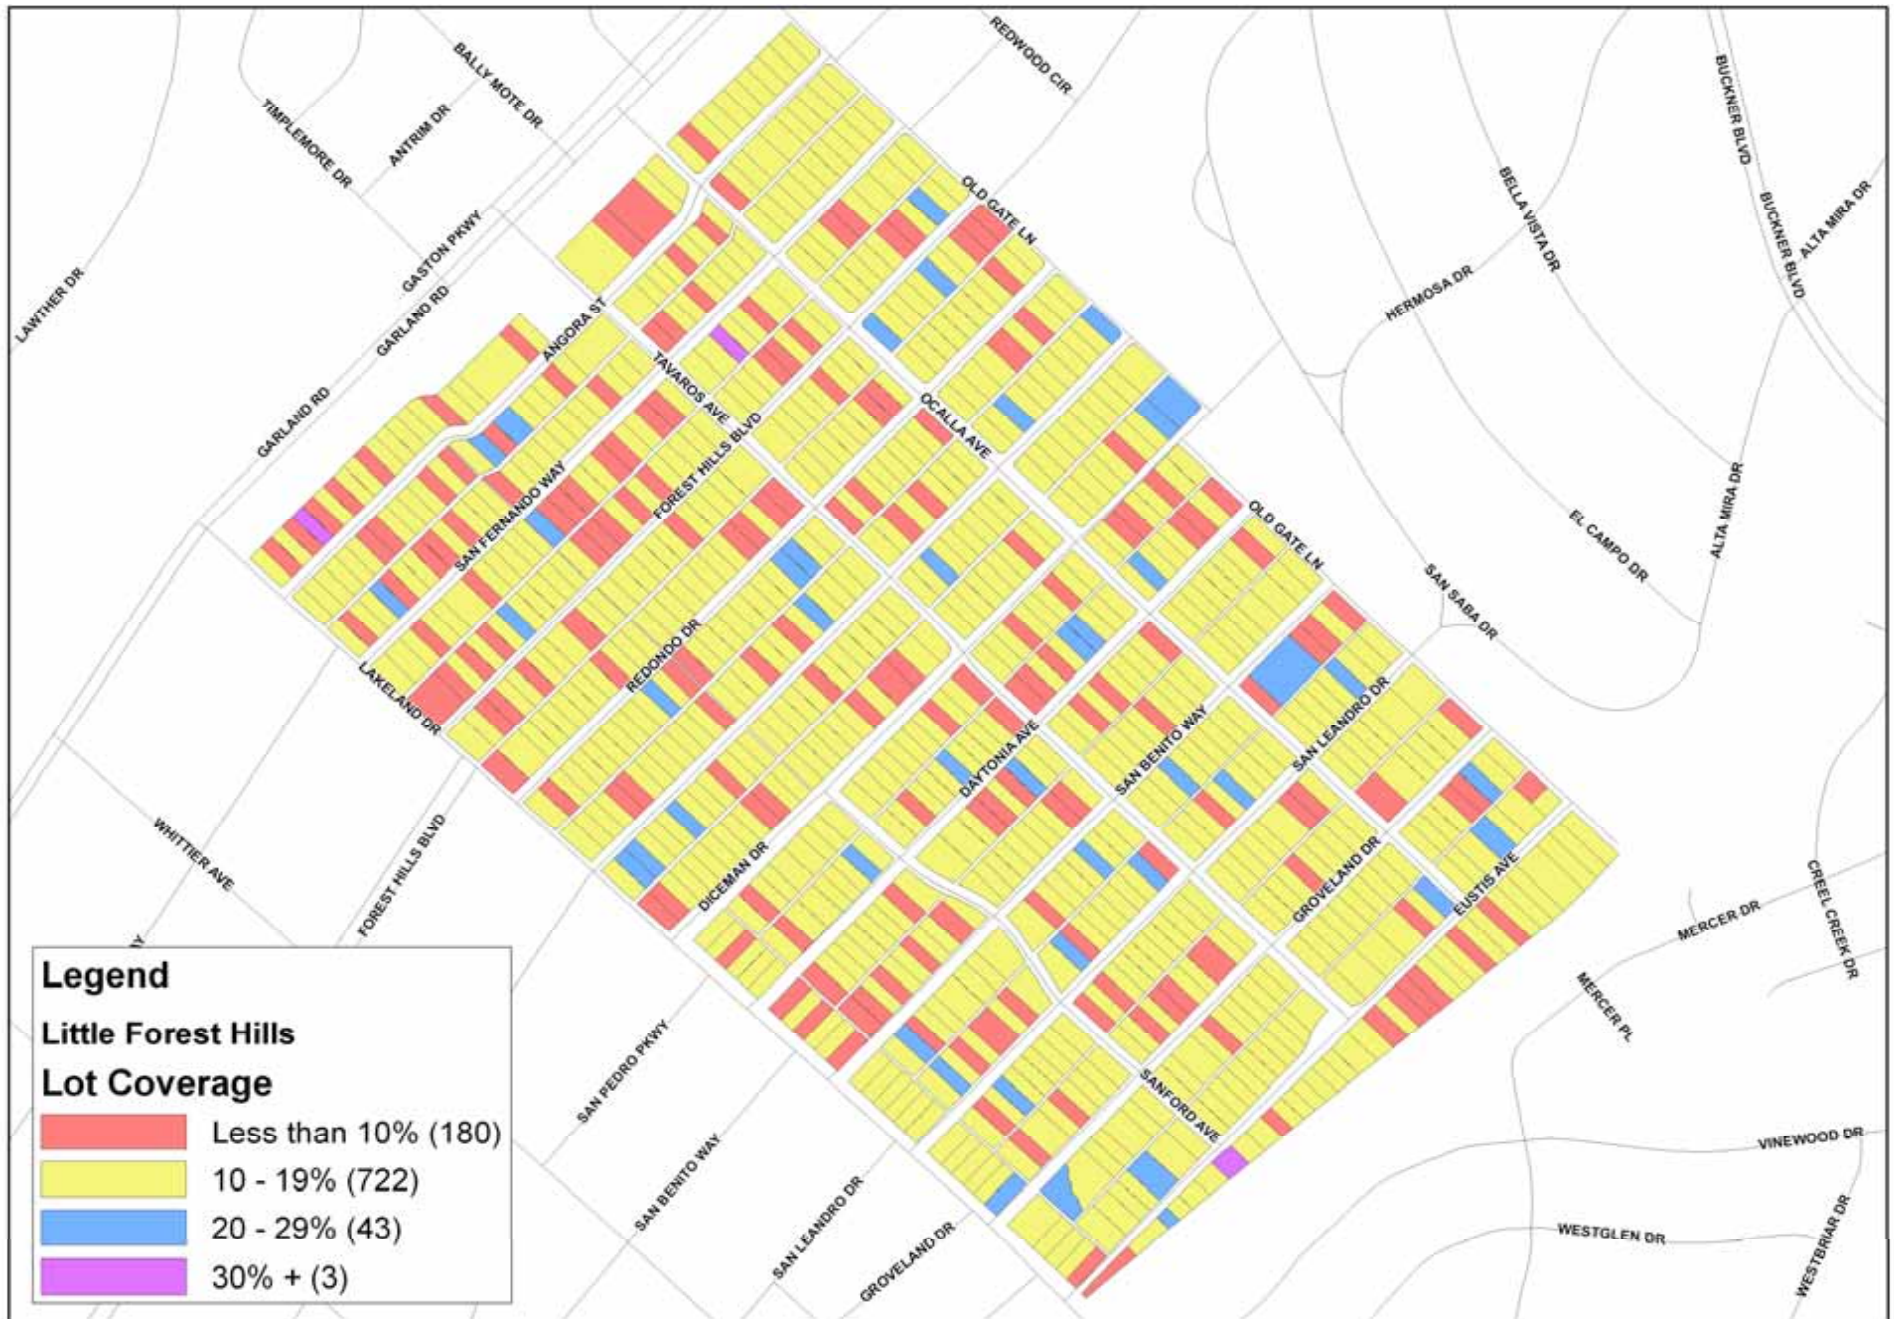 REDWOOD CIR
BALLY MOTE DR
ANTRIM DR
TIMPLEMORE DR
BUCKNER BLVD
BUCKNER BLVD
ALTA MIRA DR
BELLA VISTA DR
OLD GATE LN
GASTON PKWY
HERMOSA DR
LAWTHER DR
GARLAND RD
ANGORA ST
TAVAROS AVE
GARLAND RD
OCALLA AVE
FOREST HILLS BLVD
SAN FERNANDO WAY
ALTA MIRA DR
OLD GATE LN
EL CAMPO DR
SAN SABA DR
REDONDO DR
LAKELAND DR
SAN LEANDRO DR
SAN BENITO WAY
DAYTONIA AVE
WHITTIER AVE
FOREST HILLS BLVD
DICEMAN DR
GROVELAND DR
EUSTIS AVE
MERCER DR
CREEL CREEK DR
MERCER PL
SAN PEDRO PKWY
SANFORD AVE
VINEWOOD DR
SAN BENITO WAY
SAN LEANDRO DR
GROVELAND DR
WESTGLEN DR
WESTBRIAR DR
Legend
Little Forest Hills
Lot Coverage
Less than 10% (180)
10 - 19% (722)
20 - 29% (43)
30% + (3)